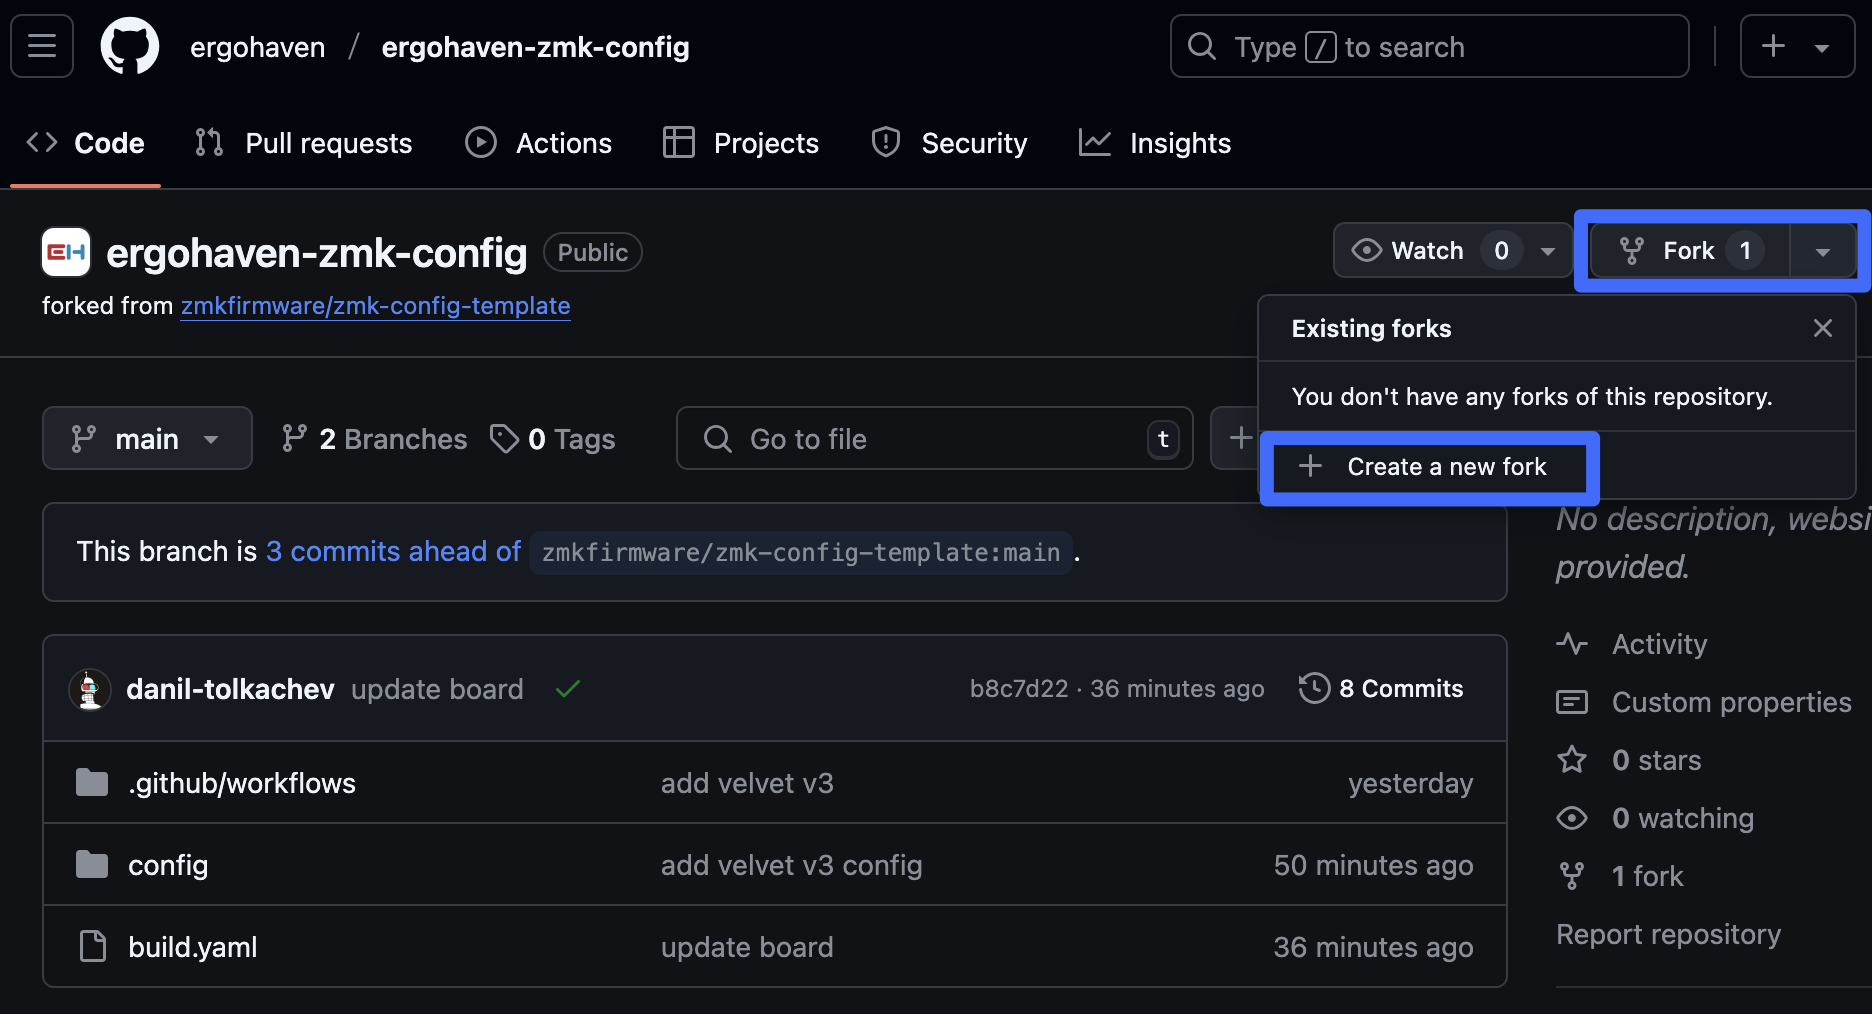 ergohaven / ergohaven-zmk-config
Type / to search
Code Pull requests Actions Projects Security Insights
EH ergohaven-zmk-config Public
Watch 0 Fork 1
forked from zmkfirmware/zmk-config-template
Existing forks
You don't have any forks of this repository.
Create a new fork
main 2 Branches 0 Tags Go to file t
No description, websi
provided.
This branch is 3 commits ahead of zmkfirmware/zmk-config-template:main .
danil-tolkachev update board b8c7d22 · 36 minutes ago 8 Commits
.github/workflows add velvet v3 yesterday
config add velvet v3 config 50 minutes ago
build.yaml update board 36 minutes ago
Activity
Custom properties
0 stars
0 watching
1 fork
Report repository